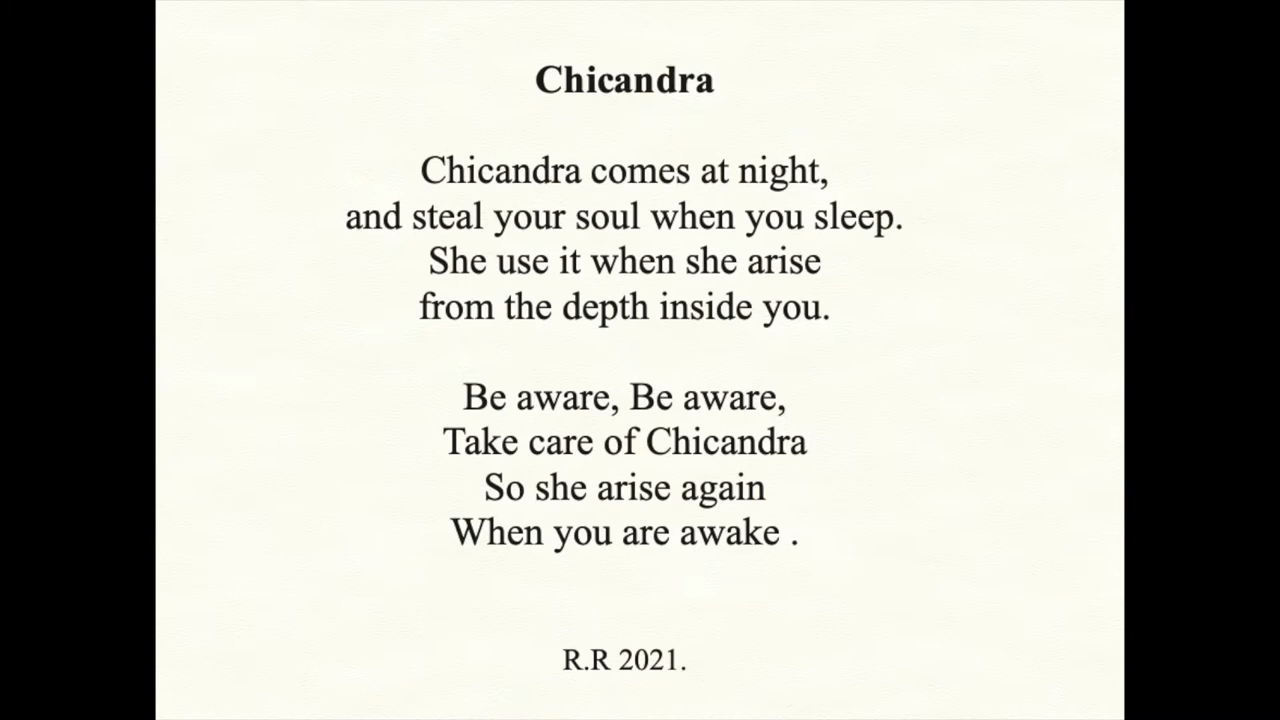 Chicandra
Chicandra comes at night,
and steal your soul when you sleep.
She use it when she arise
from the depth inside you.
Be aware, Be aware,
Take care of Chicandra
So she arise again
When you are awake .
R.R 2021.